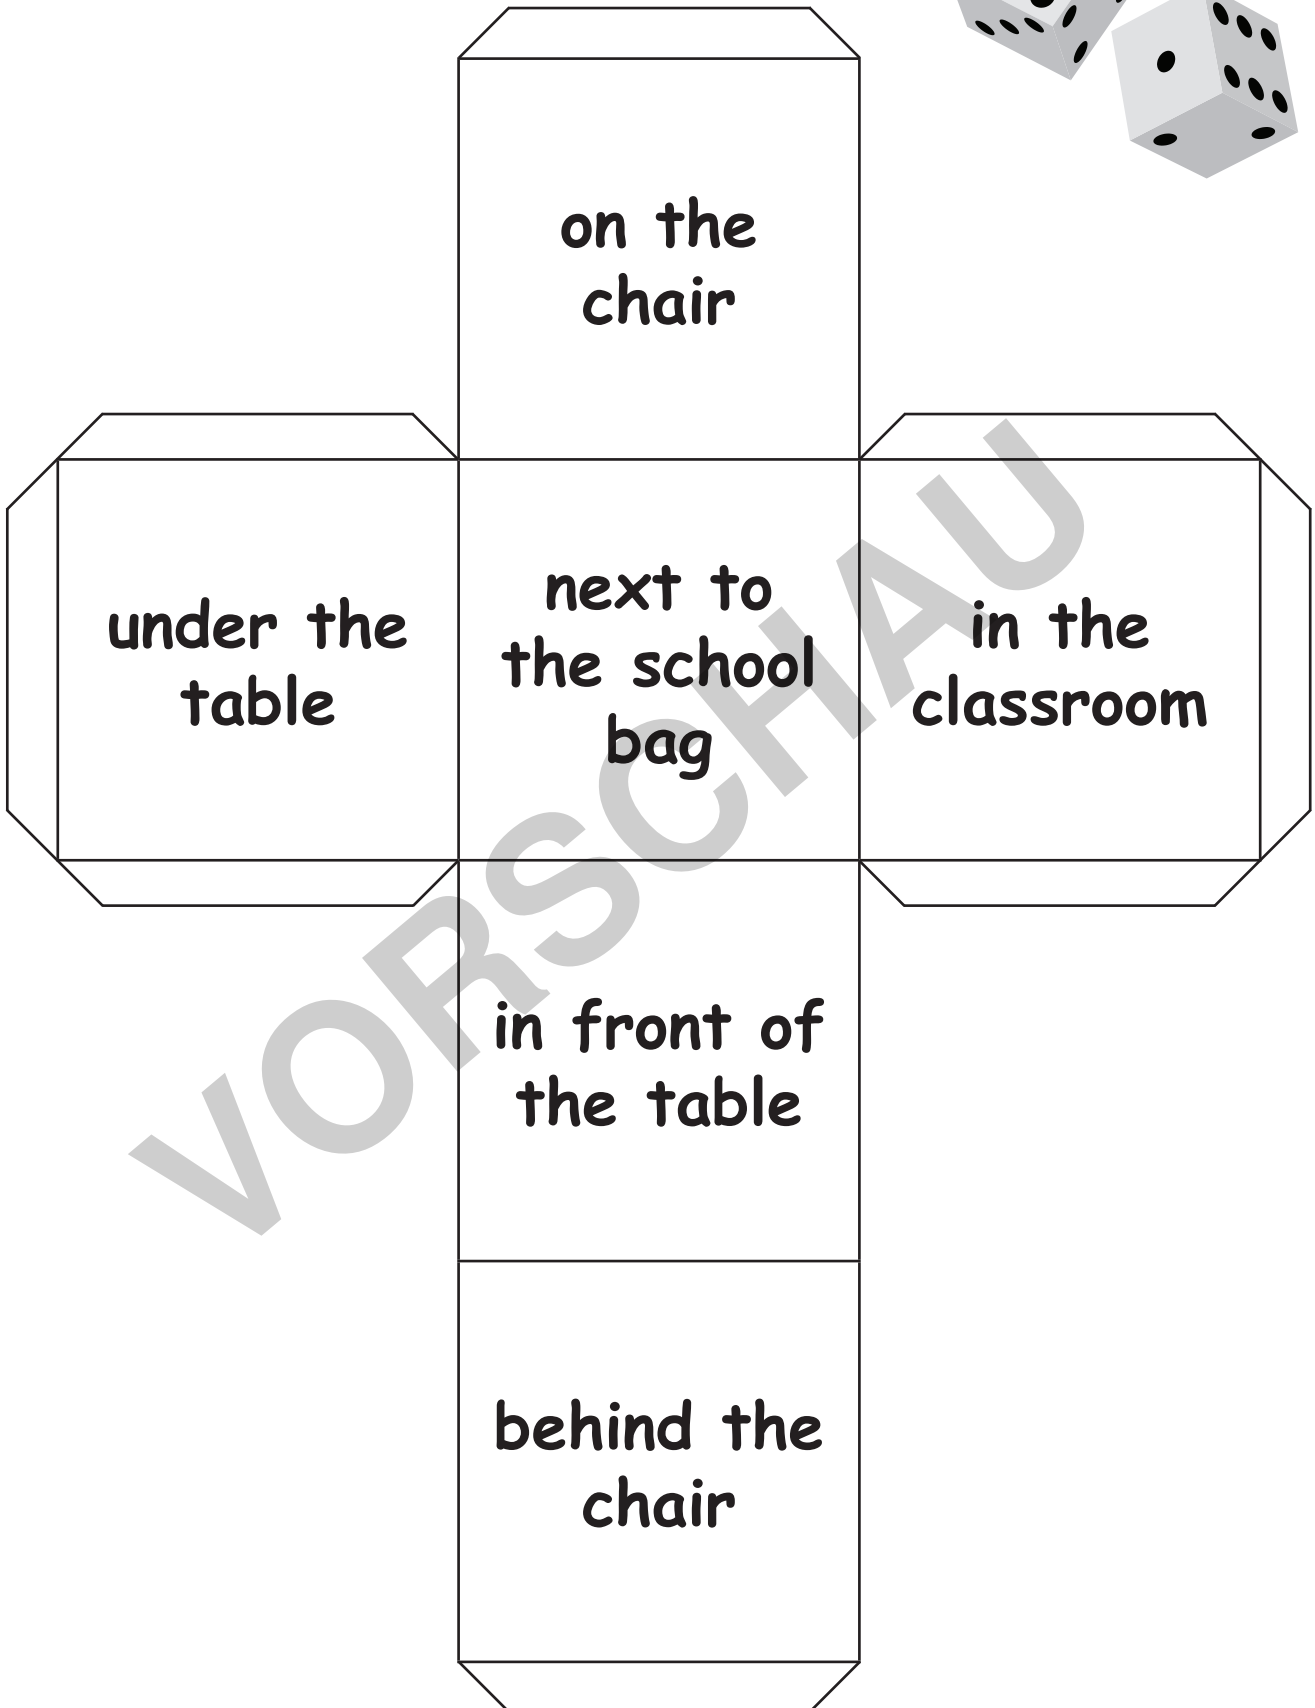 on the
chair
under the
table
next to
the school
bag
in the
classroom
in front of
the table
behind the
chair
VORSCHAU